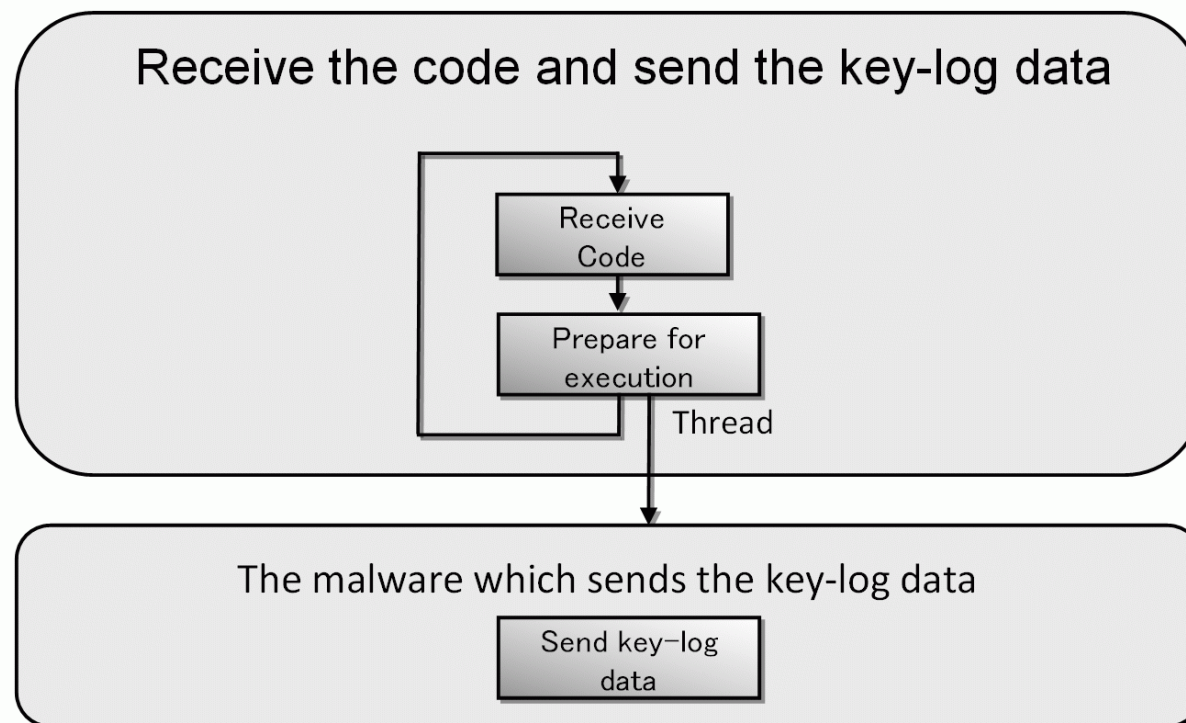 Receive the code and send the key-log data
Receive
Code
Prepare for
execution
Thread
The malware which sends the key-log data
Send key-log
data